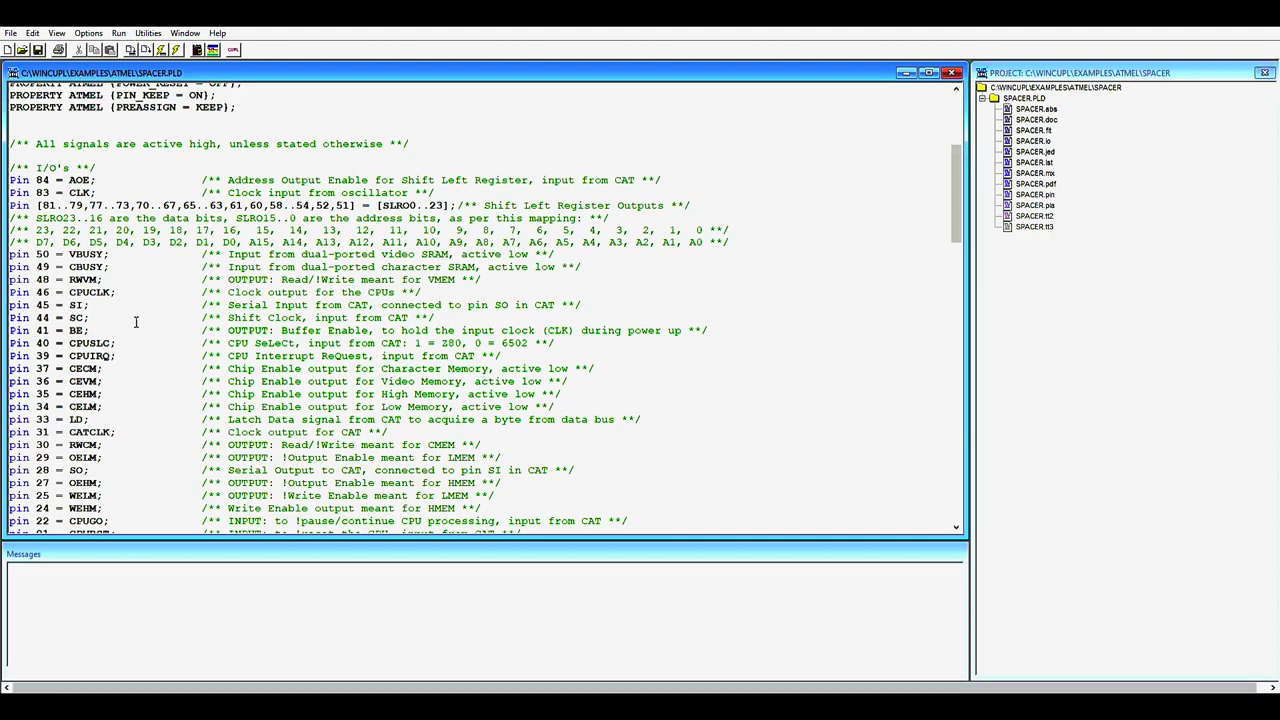 File Edit View Options Run Utilities Window Help
C:\WINCUPL\EXAMPLES\ATMEL\SPACER.PLD
PROPERTY ATMEL {POWER_RESET = OFF};
PROPERTY ATMEL {PIN_KEEP = ON};
PROPERTY ATMEL {PREASSIGN = KEEP};
/** All signals are active high, unless stated otherwise **/
/** I/O's **/
Pin 84 = AOE; /** Address Output Enable for Shift Left Register, input from CAT **/
Pin 83 = CLK; /** Clock input from oscillator **/
Pin [81..79,77..73,70..67,65..63,61,60,58..54,52,51] = [SLRO0..23];/** Shift Left Register Outputs **/
/** SLRO23..16 are the data bits, SLRO15..0 are the address bits, as per this mapping: **/
/** 23, 22, 21, 20, 19, 18, 17, 16, 15, 14, 13, 12, 11, 10, 9, 8, 7, 6, 5, 4, 3, 2, 1, 0 **/
/** D7, D6, D5, D4, D3, D2, D1, D0, A15, A14, A13, A12, A11, A10, A9, A8, A7, A6, A5, A4, A3, A2, A1, A0 **/
pin 50 = VBUSY; /** Input from dual-ported video SRAM, active low **/
pin 49 = CBUSY; /** Input from dual-ported character SRAM, active low **/
pin 48 = RWVM; /** OUTPUT: Read/!Write meant for VMEM **/
pin 46 = CPUCLK; /** Clock output for the CPUs **/
pin 45 = SI; /** Serial Input from CAT, connected to pin SO in CAT **/
pin 44 = SC; /** Shift Clock, input from CAT **/
pin 41 = BE; /** OUTPUT: Buffer Enable, to hold the input clock (CLK) during power up **/
pin 40 = CPUSLC; /** CPU SeLeCt, input from CAT: 1 = Z80, 0 = 6502 **/
pin 39 = CPUIRQ; /** CPU Interrupt ReQuest, input from CAT **/
pin 37 = CECM; /** Chip Enable output for Character Memory, active low **/
pin 36 = CEVM; /** Chip Enable output for Video Memory, active low **/
pin 35 = CEHM; /** Chip Enable output for High Memory, active low **/
pin 34 = CELM; /** Chip Enable output for Low Memory, active low **/
pin 33 = LD; /** Latch Data signal from CAT to acquire a byte from data bus **/
pin 31 = CATCLK; /** Clock output for CAT **/
pin 30 = RWCM; /** OUTPUT: Read/!Write meant for CMEM **/
pin 29 = OELM; /** OUTPUT: !Output Enable meant for LMEM **/
pin 28 = SO; /** Serial Output to CAT, connected to pin SI in CAT **/
pin 27 = OEHM; /** OUTPUT: !Output Enable meant for HMEM **/
pin 25 = WELM; /** OUTPUT: !Write Enable meant for LMEM **/
pin 24 = WEHM; /** Write Enable output meant for HMEM **/
pin 22 = CPUGO; /** INPUT: to !pause/continue CPU processing, input from CAT **/
pin 21 = CPURST; /** INPUT: to !reset the CPU, input from CAT **/
Messages
PROJECT: C:\WINCUPL\EXAMPLES\ATMEL\SPACER
C:\WINCUPL\EXAMPLES\ATMEL\SPACER
SPACER.PLD
SPACER.abs
SPACER.doc
SPACER.fit
SPACER.io
SPACER.jed
SPACER.lst
SPACER.mx
SPACER.pdf
SPACER.pin
SPACER.pla
SPACER.tt2
SPACER.tt3